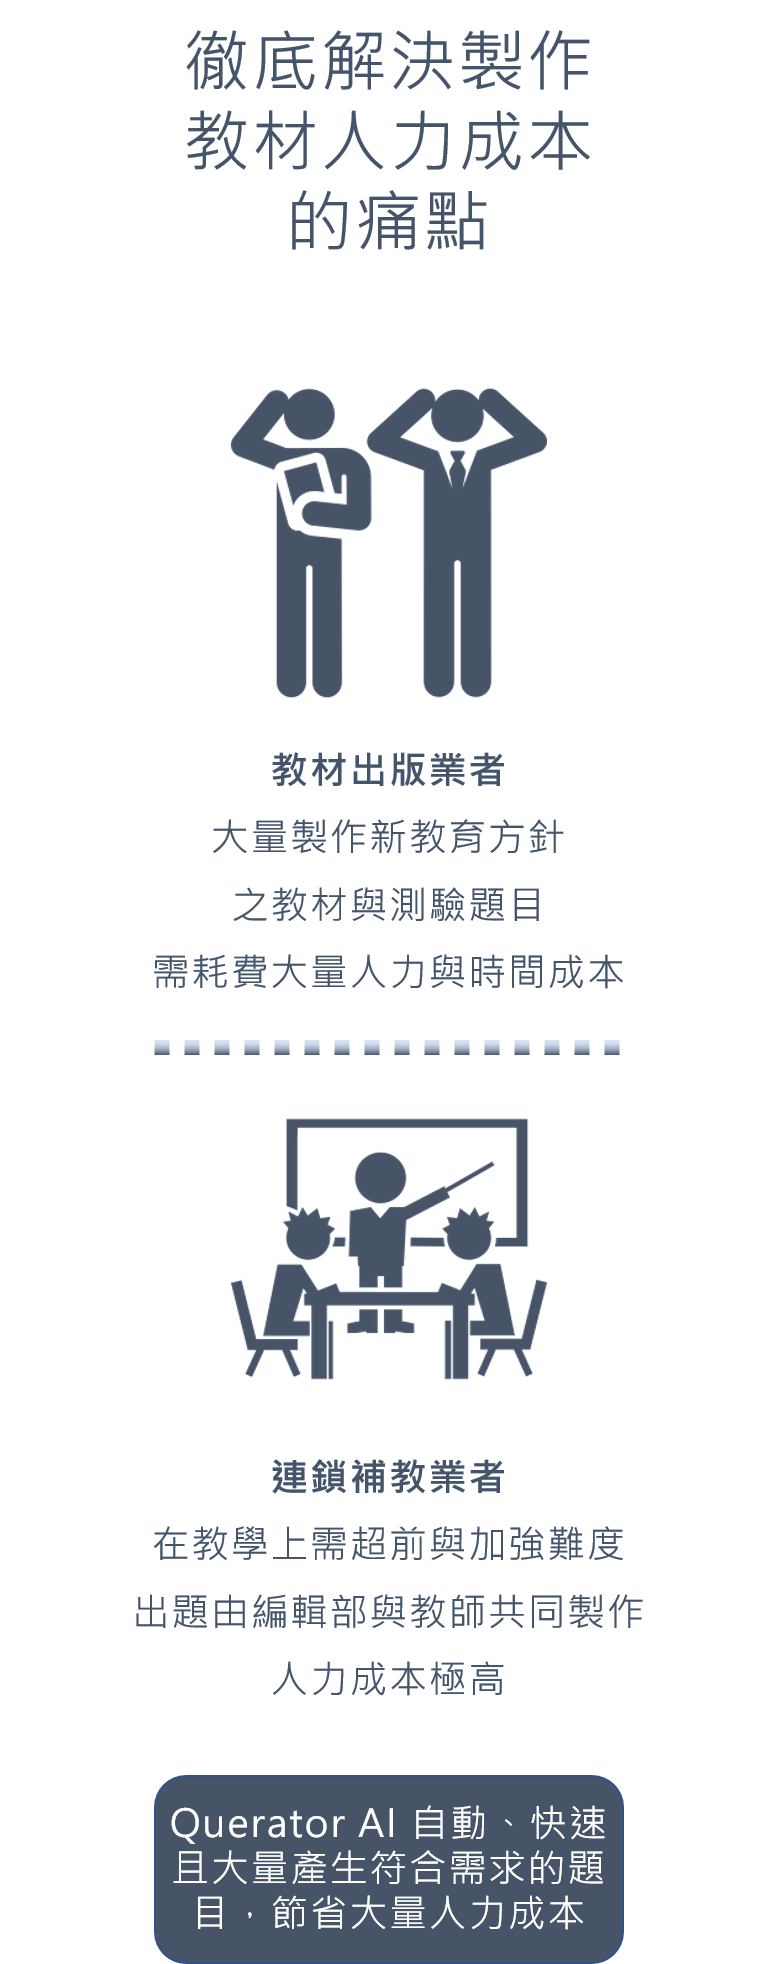 徹底解決製作
教材人力成本
的痛點
教材出版業者
大量製作新教育方針
之教材與測驗題目
需耗費大量人力與時間成本
連鎖補教業者
在教學上需超前與加強難度
出題由編輯部與教師共同製作
人力成本極高
Querator AI 自動、快速
且大量產生符合需求的題
目，節省大量人力成本